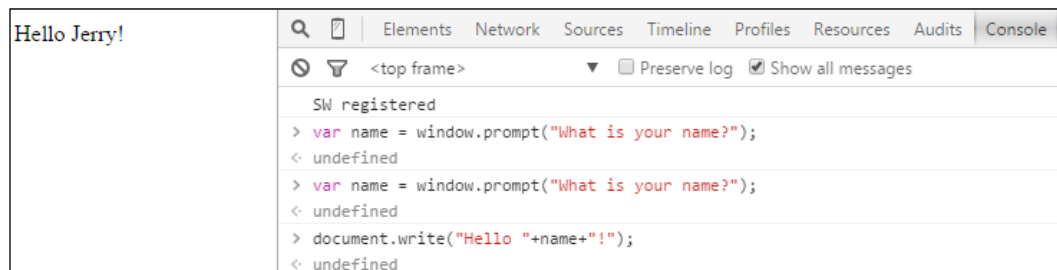 Hello Jerry!
Elements Network Sources Timeline Profiles Resources Audits Console
<top frame> ▼ Preserve log Show all messages
SW registered
> var name = window.prompt("What is your name?");
<· undefined
> var name = window.prompt("What is your name?");
<· undefined
> document.write("Hello "+name+"!");
<· undefined